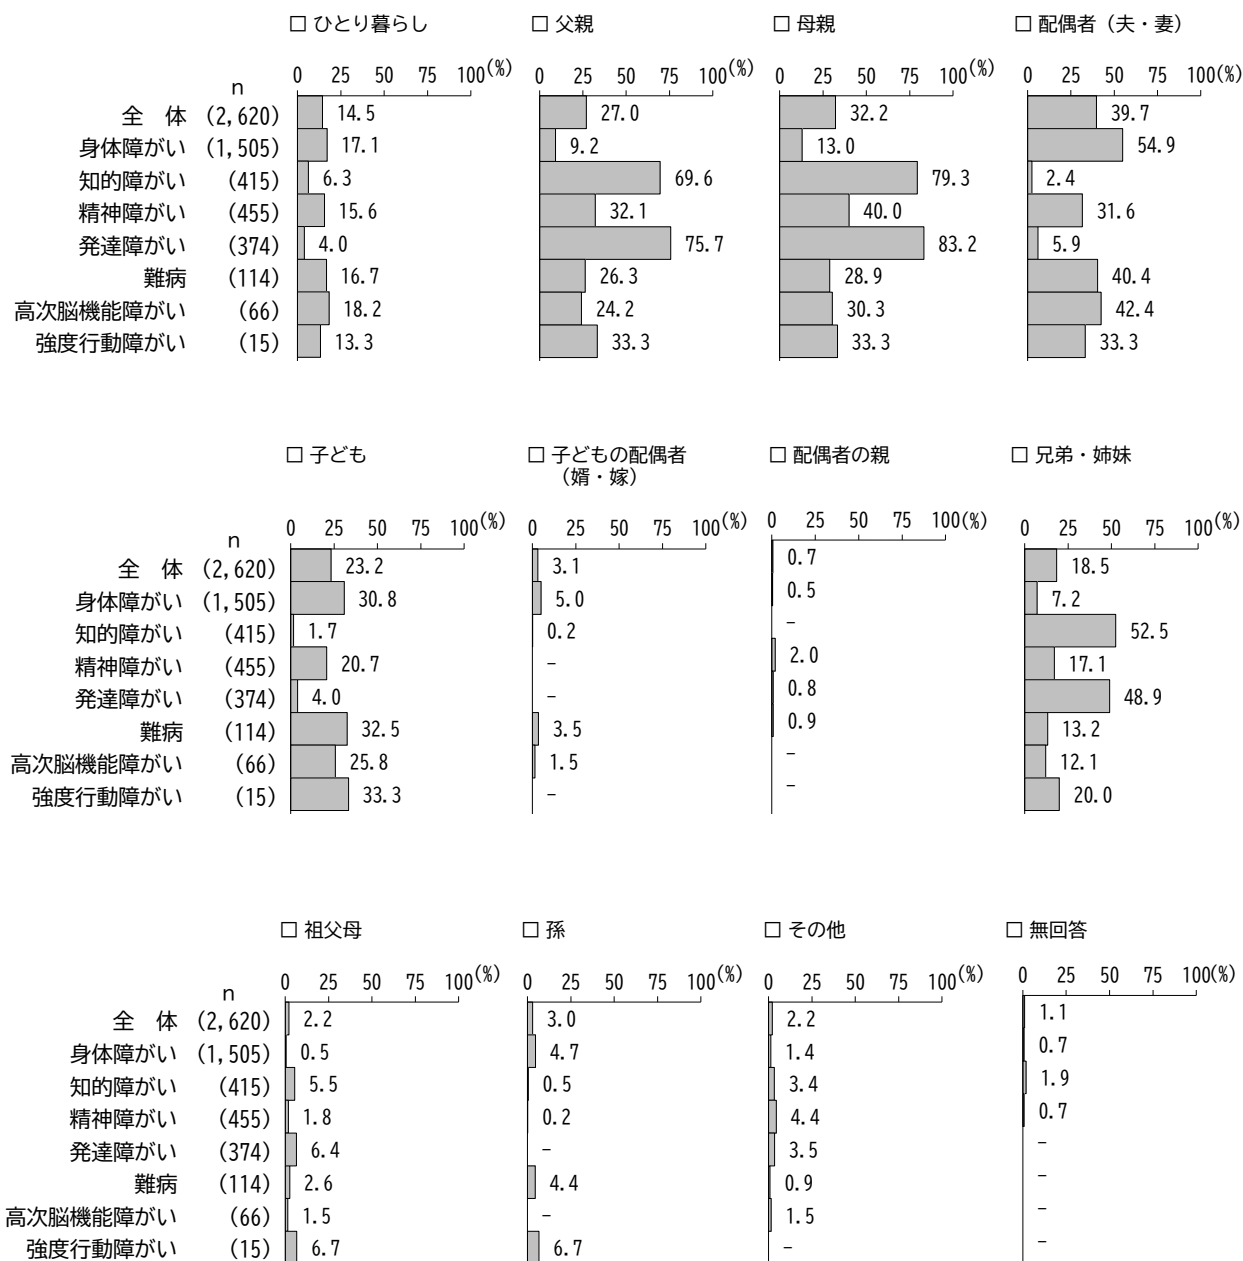 □ ひとり暮らし □ 父親 □ 母親 □ 配偶者（夫・妻）
0 25 50 75 100(%) 0 25 50 75 100(%) 0 25 50 75 100(%) 0 25 50 75 100(%)
n
全　体 (2,620) 14.5 27.0 32.2 39.7
身体障がい (1,505) 17.1 9.2 13.0 54.9
知的障がい (415) 6.3 69.6 79.3 2.4
精神障がい (455) 15.6 32.1 40.0 31.6
発達障がい (374) 4.0 75.7 83.2 5.9
難病 (114) 16.7 26.3 28.9 40.4
高次脳機能障がい (66) 18.2 24.2 30.3 42.4
強度行動障がい (15) 13.3 33.3 33.3 33.3
□ 子ども □ 子どもの配偶者 □ 配偶者の親 □ 兄弟・姉妹
（婿・嫁）
0 25 50 75 100(%) 0 25 50 75 100(%) 0 25 50 75 100(%) 0 25 50 75 100(%)
n
全　体 (2,620) 23.2 3.1 0.7 18.5
身体障がい (1,505) 30.8 5.0 0.5 7.2
知的障がい (415) 1.7 0.2 - 52.5
精神障がい (455) 20.7 - 2.0 17.1
発達障がい (374) 4.0 - 0.8 48.9
難病 (114) 32.5 3.5 0.9 13.2
高次脳機能障がい (66) 25.8 1.5 - 12.1
強度行動障がい (15) 33.3 - - 20.0
□ 祖父母 □ 孫 □ その他 □ 無回答
0 25 50 75 100(%) 0 25 50 75 100(%) 0 25 50 75 100(%) 0 25 50 75 100(%)
n
全　体 (2,620) 2.2 3.0 2.2 1.1
身体障がい (1,505) 0.5 4.7 1.4 0.7
知的障がい (415) 5.5 0.5 3.4 1.9
精神障がい (455) 1.8 0.2 4.4 0.7
発達障がい (374) 6.4 - 3.5 -
難病 (114) 2.6 4.4 0.9 -
高次脳機能障がい (66) 1.5 - 1.5 -
強度行動障がい (15) 6.7 6.7 - -